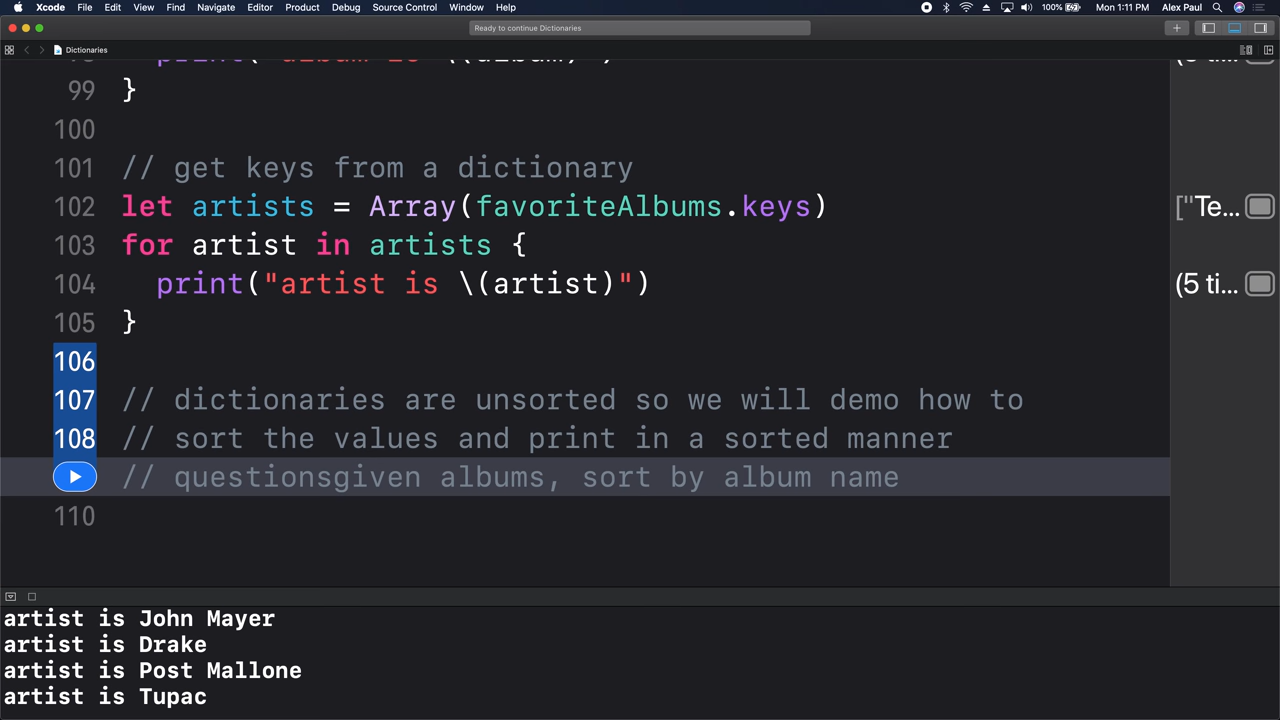 Xcode File Edit View Find Navigate Editor Product Debug Source Control Window Help 100% Mon 1:11 PM Alex Paul
Ready to continue Dictionaries
Dictionaries
99 }
100
101 // get keys from a dictionary
102 let artists = Array(favoriteAlbums.keys) ["Te...
103 for artist in artists {
104 print("artist is \(artist)") (5 ti...
105 }
106
107 // dictionaries are unsorted so we will demo how to
108 // sort the values and print in a sorted manner
// questionsgiven albums, sort by album name
110
artist is John Mayer
artist is Drake
artist is Post Mallone
artist is Tupac